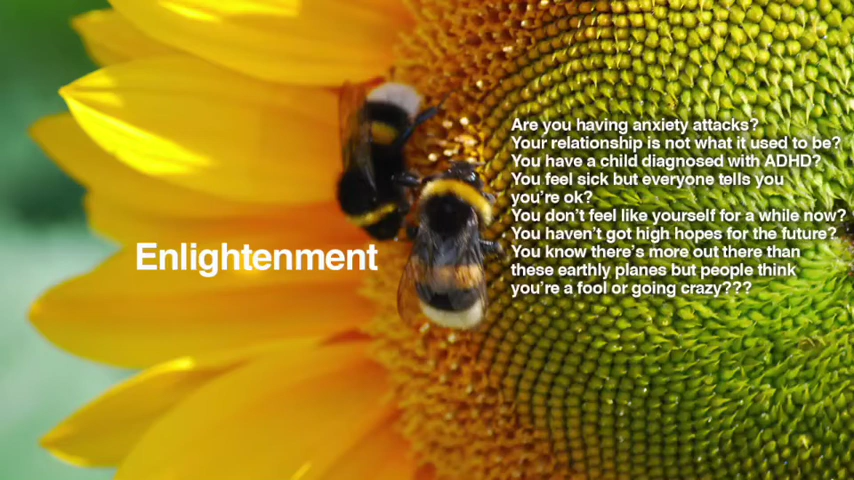 Enlightenment
Are you having anxiety attacks?
Your relationship is not what it used to be?
You have a child diagnosed with ADHD?
You feel sick but everyone tells you
you're ok?
You don't feel like yourself for a while now?
You haven't got high hopes for the future?
You know there's more out there than
these earthly planes but people think
you're a fool or going crazy???